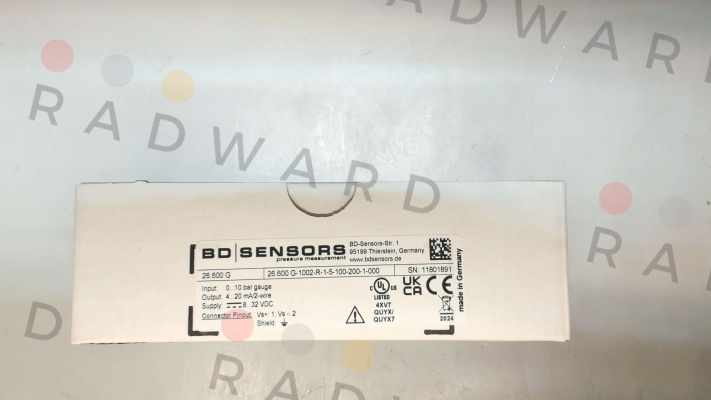 RADWARD
RADWARD
BD|SENSORS
pressure measurement
BD-Sensors-Str. 1
95199 Thierstein, Germany
www.bdsensors.de
26 600 G
26 600 G-1002-R-1-5-100-200-1-000
SN: 11801891
Input: 0...10 bar gauge
Output: 4...20 mA/2-wire
Supply: 8...32 VDC
Connector Pinout: Vs+: 1; Vs-: 2
Shield:
C UL US
LISTED
4XV7
QUYX/
QUYX7
UK
CA
CE
2024
made in Germany
RADWARD